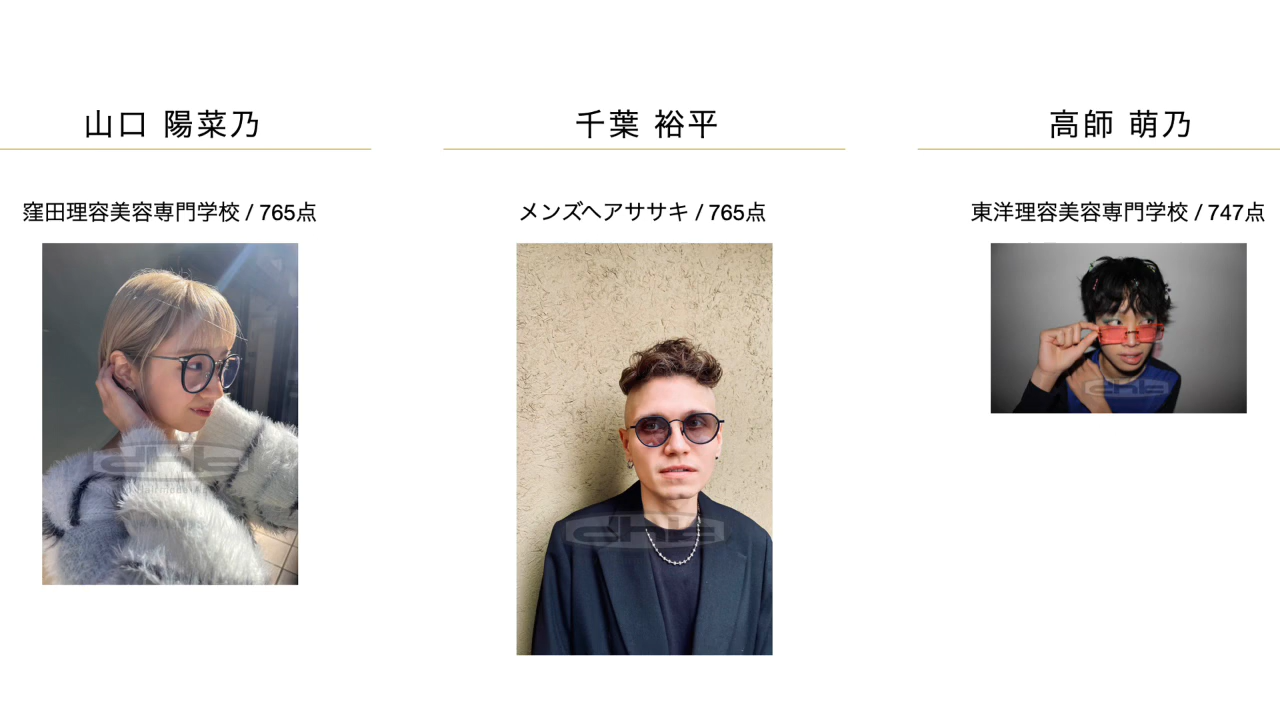 山口 陽菜乃
窪田理容美容専門学校 / 765点
千葉 裕平
メンズヘアササキ / 765点
高師 萌乃
東洋理容美容専門学校 / 747点